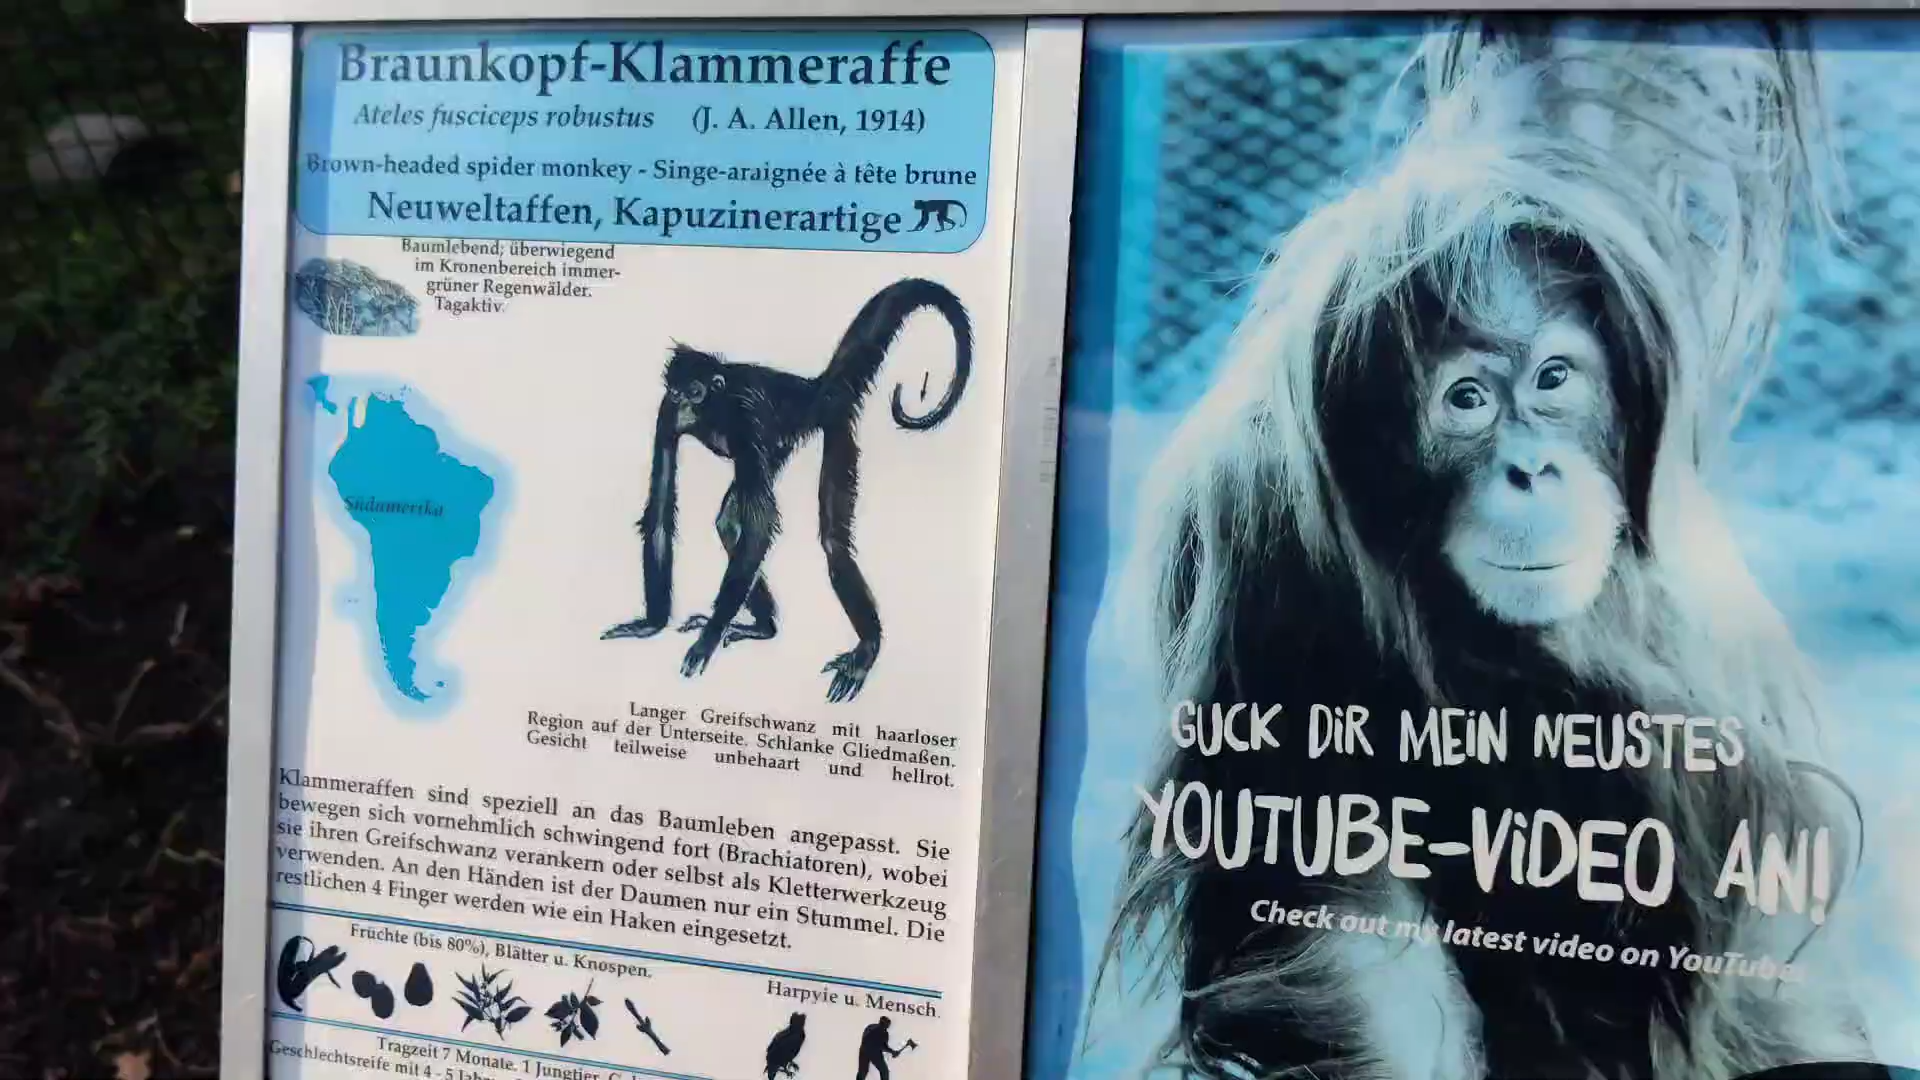 Braunkopf-Klammeraffe
Ateles fusciceps robustus (J. A. Allen, 1914)
Brown-headed spider monkey - Singe-araignée à tête brune
Neuweltaffen, Kapuzinerartige
Baumlebend; überwiegend
im Kronenbereich immer-
grüner Regenwälder.
Tagaktiv.
Südamerika
Langer Greifschwanz mit haarloser
Region auf der Unterseite. Schlanke Gliedmaßen.
Gesicht teilweise unbehaart und hellrot.
Klammeraffen sind speziell an das Baumleben angepasst. Sie
bewegen sich vornehmlich schwingend fort (Brachiatoren), wobei
sie ihren Greifschwanz verankern oder selbst als Kletterwerkzeug
verwenden. An den Händen ist der Daumen nur ein Stummel. Die
restlichen 4 Finger werden wie ein Haken eingesetzt.
Früchte (bis 80%), Blätter u. Knospen.
Harpyie u. Mensch.
Tragzeit 7 Monate. 1 Jungtier.
Geschlechtsreife mit 4 - 5
GUCK DiR MEiN NEUSTES
YOUTUBE-ViDEO AN!
Check out my latest video on YouTube